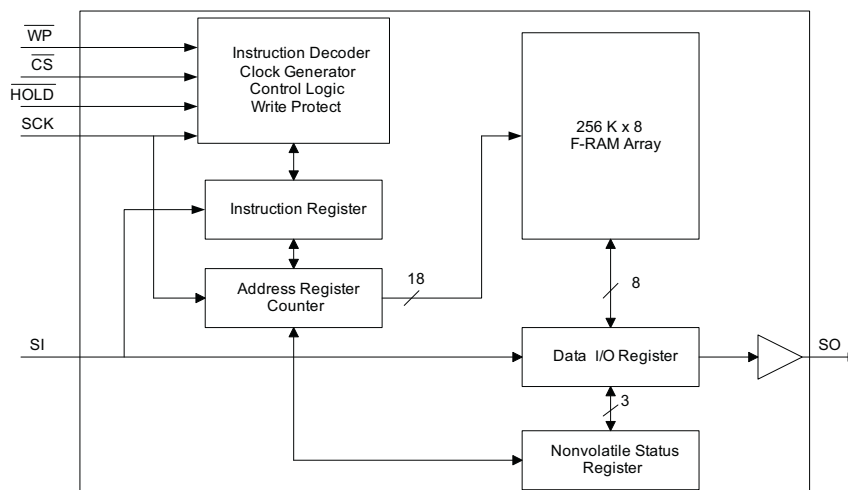 WP
CS
HOLD
SCK
Instruction Decoder
Clock Generator
Control Logic
Write Protect
256 K x 8
F-RAM Array
Instruction Register
Address Register
Counter
18
8
SI
Data I/O Register
SO
3
Nonvolatile Status
Register